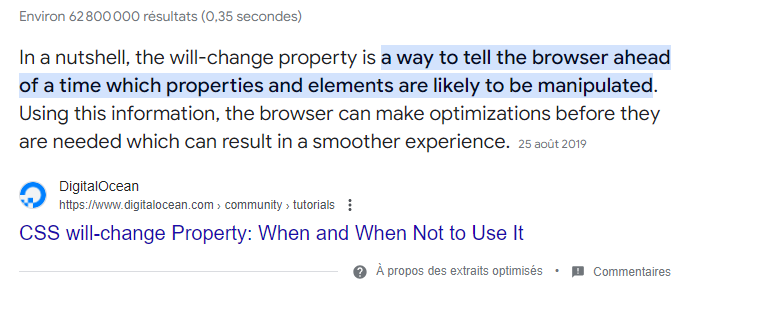 Environ 62 800 000 résultats (0,35 secondes)
In a nutshell, the will-change property is a way to tell the browser ahead
of a time which properties and elements are likely to be manipulated.
Using this information, the browser can make optimizations before they
are needed which can result in a smoother experience. 25 août 2019
DigitalOcean
https://www.digitalocean.com › community › tutorials
CSS will-change Property: When and When Not to Use It
À propos des extraits optimisés • Commentaires